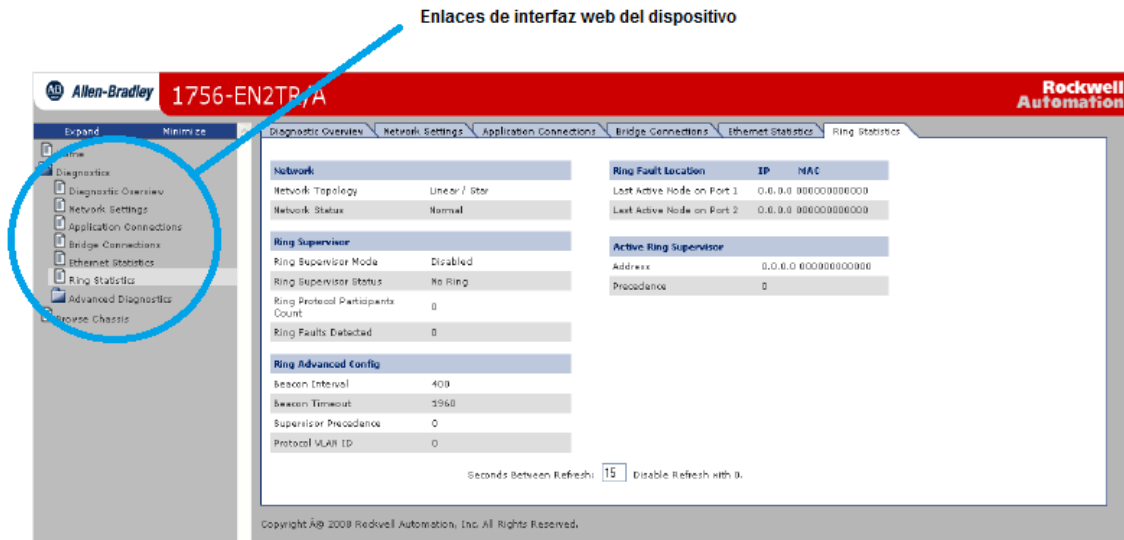 Enlaces de interfaz web del dispositivo
AB Allen-Bradley 1756-EN2TR/A Rockwell Automation
Expand Minimize
Home
Diagnostics
Diagnostic Overview
Network Settings
Application Connections
Bridge Connections
Ethernet Statistics
Ring Statistics
Advanced Diagnostics
Browse Chassis
Diagnostic Overview Network Settings Application Connections Bridge Connections Ethernet Statistics Ring Statistics
Network
Network Topology Linear / Star
Network Status Normal
Ring Supervisor
Ring Supervisor Mode Disabled
Ring Supervisor Status No Ring
Ring Protocol Participants Count 0
Ring Faults Detected 0
Ring Advanced Config
Beacon Interval 400
Beacon Timeout 1960
Supervisor Precedence 0
Protocol VLAN ID 0
Ring Fault Location IP MAC
Last Active Node on Port 1 0.0.0.0 000000000000
Last Active Node on Port 2 0.0.0.0 000000000000
Active Ring Supervisor
Address 0.0.0.0 000000000000
Precedence 0
Seconds Between Refresh: 15 Disable Refresh with 0.
Copyright Â® 2008 Rockwell Automation, Inc. All Rights Reserved.